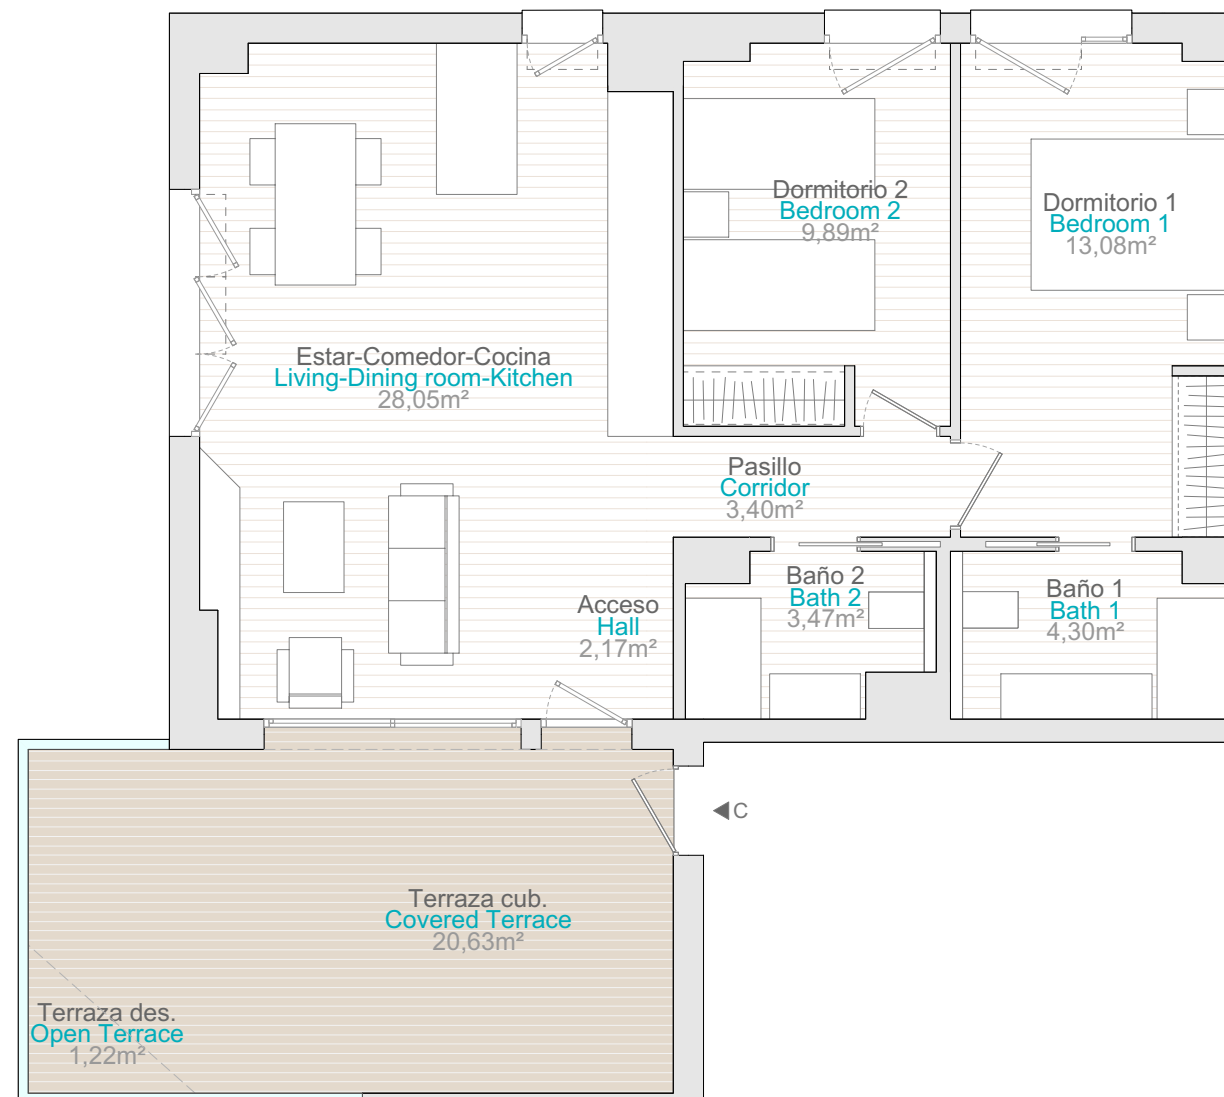 Dormitorio 2
Bedroom 2
9,89m²
Dormitorio 1
Bedroom 1
13,08m²
Estar-Comedor-Cocina
Living-Dining room-Kitchen
28,05m²
Pasillo
Corridor
3,40m²
Baño 2
Bath 2
3,47m²
Baño 1
Bath 1
4,30m²
Acceso
Hall
2,17m²
C
Terraza cub.
Covered Terrace
20,63m²
Terraza des.
Open Terrace
1,22m²